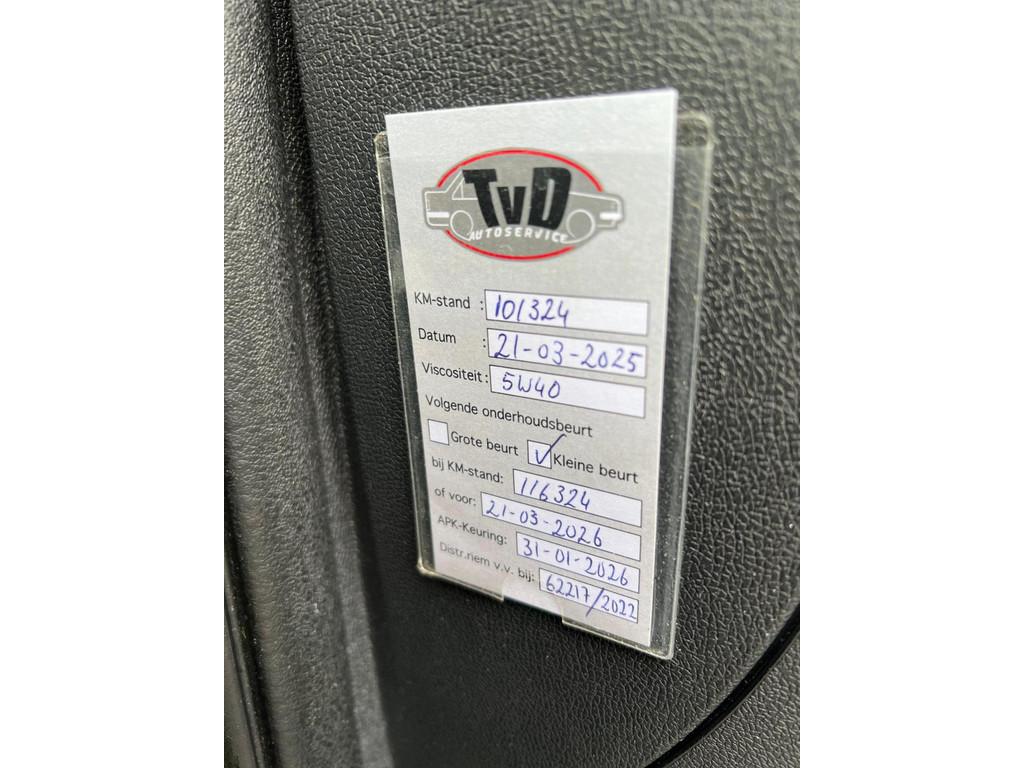 TvD
AUTOSERVICE
KM-stand : 101324
Datum : 21-03-2025
Viscositeit: 5W40
Volgende onderhoudsbeurt
Grote beurt Kleine beurt
bij KM-stand: 116324
of voor: 21-03-2026
APK-Keuring: 31-01-2026
Distr.riem v.v. bij: 62217/2022